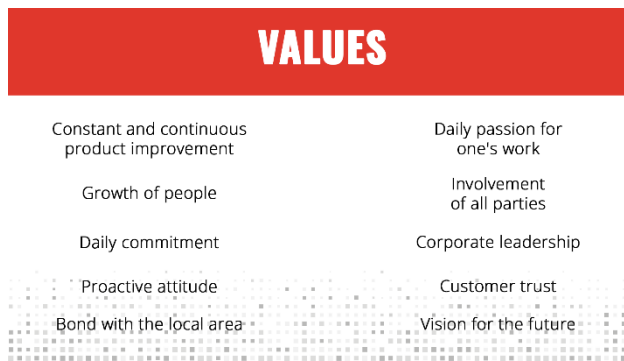 VALUES
Constant and continuous
product improvement
Growth of people
Daily commitment
Proactive attitude
Bond with the local area
Daily passion for
one's work
Involvement
of all parties
Corporate leadership
Customer trust
Vision for the future